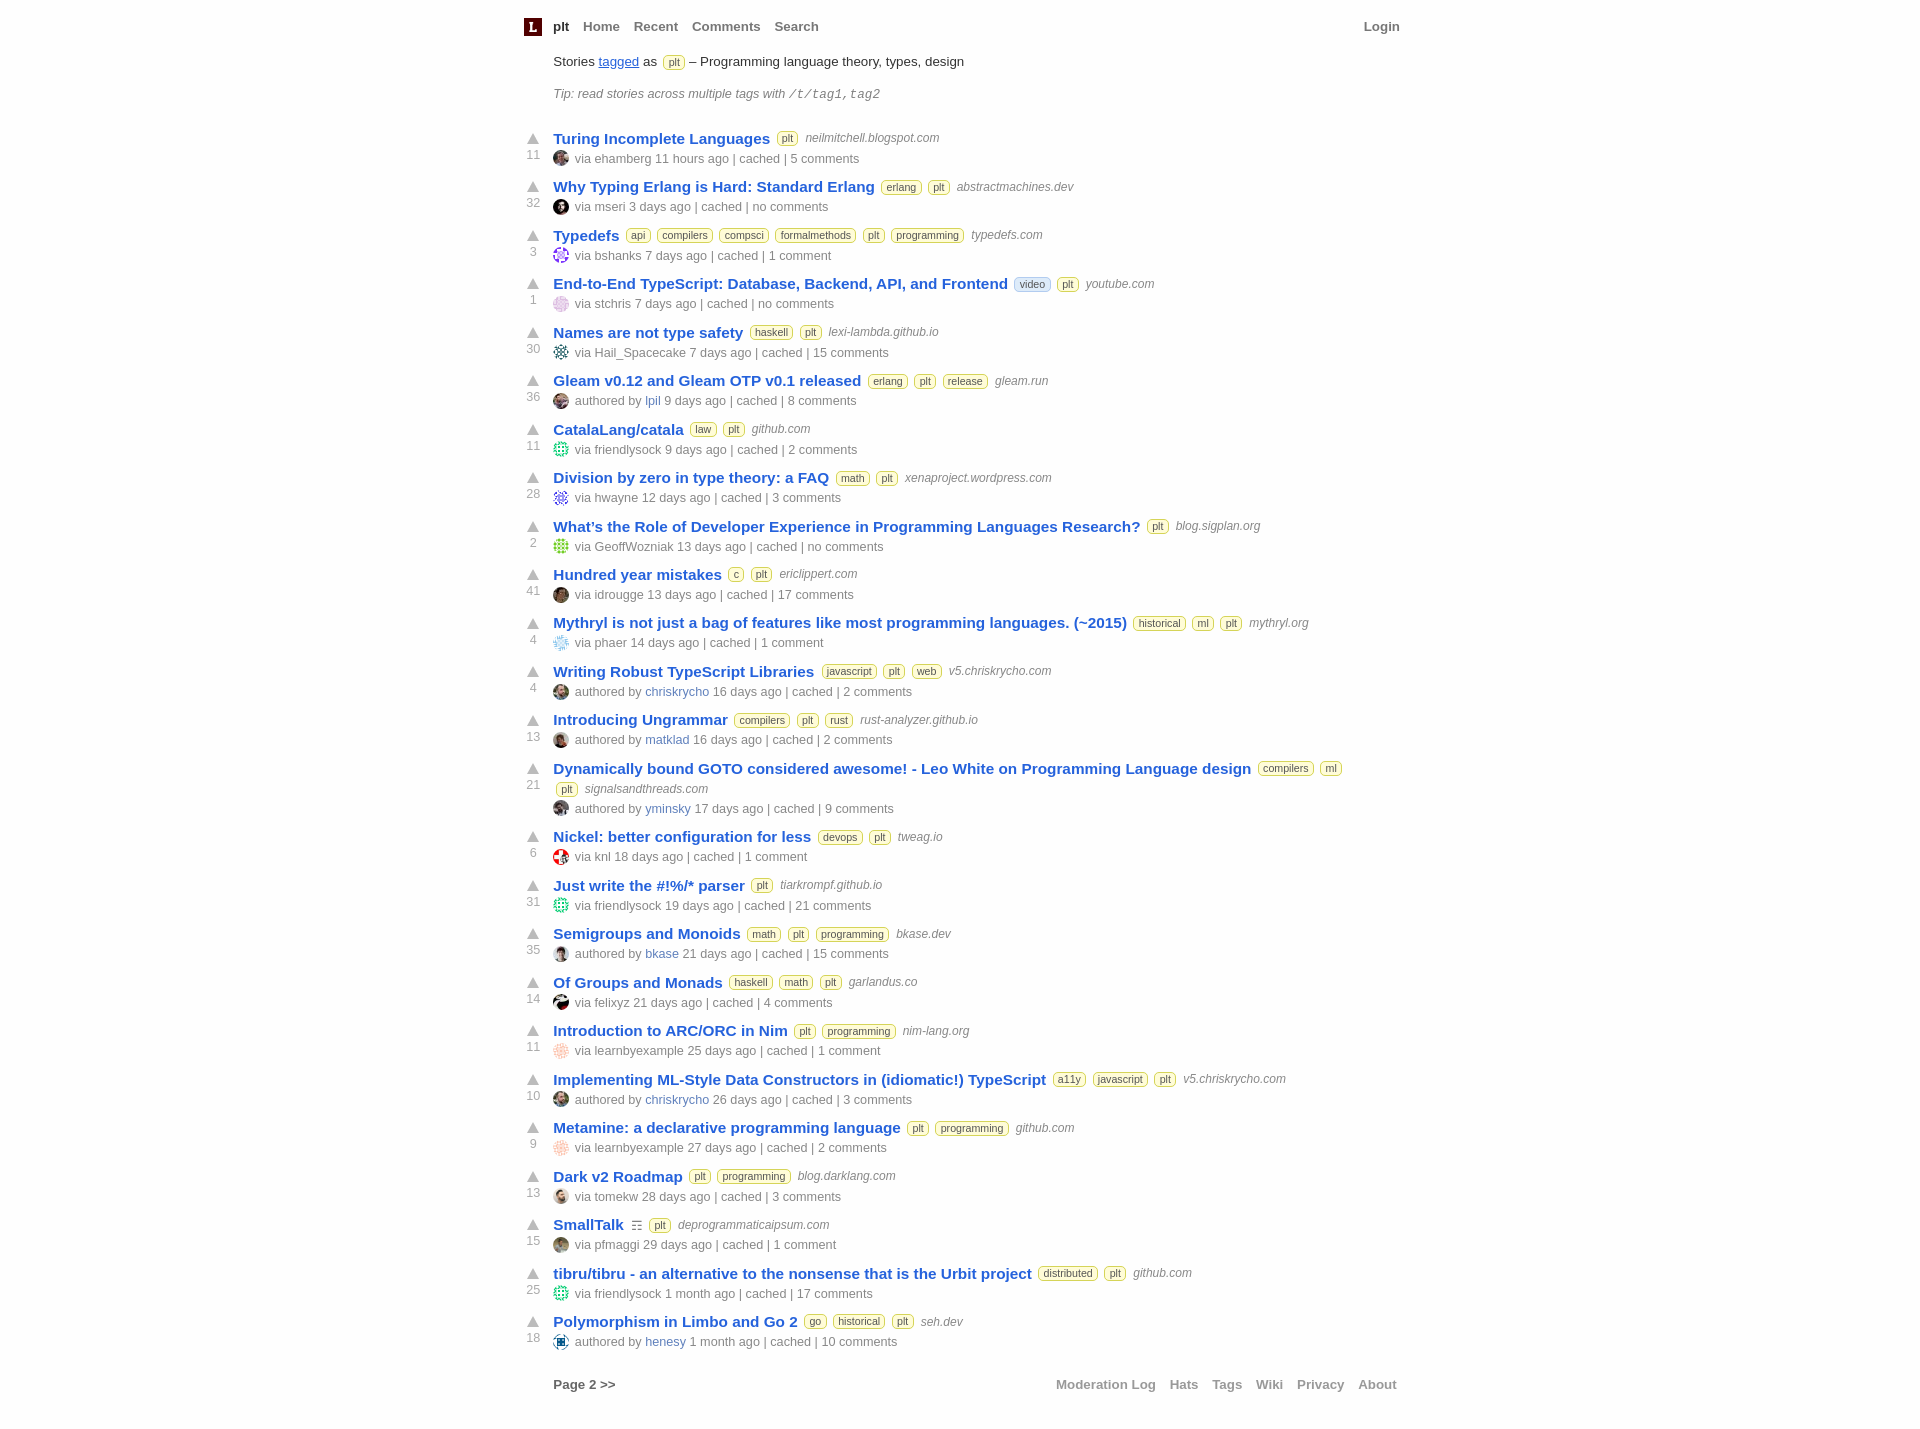 L plt Home Recent Comments Search Login
Stories tagged as plt – Programming language theory, types, design
Tip: read stories across multiple tags with /t/tag1,tag2
Turing Incomplete Languages plt neilmitchell.blogspot.com
11 via ehamberg 11 hours ago | cached | 5 comments
Why Typing Erlang is Hard: Standard Erlang erlang plt abstractmachines.dev
32 via mseri 3 days ago | cached | no comments
Typedefs api compilers compsci formalmethods plt programming typedefs.com
3 via bshanks 7 days ago | cached | 1 comment
End-to-End TypeScript: Database, Backend, API, and Frontend video plt youtube.com
1 via stchris 7 days ago | cached | no comments
Names are not type safety haskell plt lexi-lambda.github.io
30 via Hail_Spacecake 7 days ago | cached | 15 comments
Gleam v0.12 and Gleam OTP v0.1 released erlang plt release gleam.run
36 authored by lpil 9 days ago | cached | 8 comments
CatalaLang/catala law plt github.com
11 via friendlysock 9 days ago | cached | 2 comments
Division by zero in type theory: a FAQ math plt xenaproject.wordpress.com
28 via hwayne 12 days ago | cached | 3 comments
What’s the Role of Developer Experience in Programming Languages Research? plt blog.sigplan.org
2 via GeoffWozniak 13 days ago | cached | no comments
Hundred year mistakes c plt ericlippert.com
41 via idrougge 13 days ago | cached | 17 comments
Mythryl is not just a bag of features like most programming languages. (~2015) historical ml plt mythryl.org
4 via phaer 14 days ago | cached | 1 comment
Writing Robust TypeScript Libraries javascript plt web v5.chriskrycho.com
4 authored by chriskrycho 16 days ago | cached | 2 comments
Introducing Ungrammar compilers plt rust rust-analyzer.github.io
13 authored by matklad 16 days ago | cached | 2 comments
Dynamically bound GOTO considered awesome! - Leo White on Programming Language design compilers ml
21 plt signalsandthreads.com
authored by yminsky 17 days ago | cached | 9 comments
Nickel: better configuration for less devops plt tweag.io
6 via knl 18 days ago | cached | 1 comment
Just write the #!%/* parser plt tiarkrompf.github.io
31 via friendlysock 19 days ago | cached | 21 comments
Semigroups and Monoids math plt programming bkase.dev
35 authored by bkase 21 days ago | cached | 15 comments
Of Groups and Monads haskell math plt garlandus.co
14 via felixyz 21 days ago | cached | 4 comments
Introduction to ARC/ORC in Nim plt programming nim-lang.org
11 via learnbyexample 25 days ago | cached | 1 comment
Implementing ML-Style Data Constructors in (idiomatic!) TypeScript a11y javascript plt v5.chriskrycho.com
10 authored by chriskrycho 26 days ago | cached | 3 comments
Metamine: a declarative programming language plt programming github.com
9 via learnbyexample 27 days ago | cached | 2 comments
Dark v2 Roadmap plt programming blog.darklang.com
13 via tomekw 28 days ago | cached | 3 comments
SmallTalk ☶ plt deprogrammaticaipsum.com
15 via pfmaggi 29 days ago | cached | 1 comment
tibru/tibru - an alternative to the nonsense that is the Urbit project distributed plt github.com
25 via friendlysock 1 month ago | cached | 17 comments
Polymorphism in Limbo and Go 2 go historical plt seh.dev
18 authored by henesy 1 month ago | cached | 10 comments
Page 2 >> Moderation Log Hats Tags Wiki Privacy About